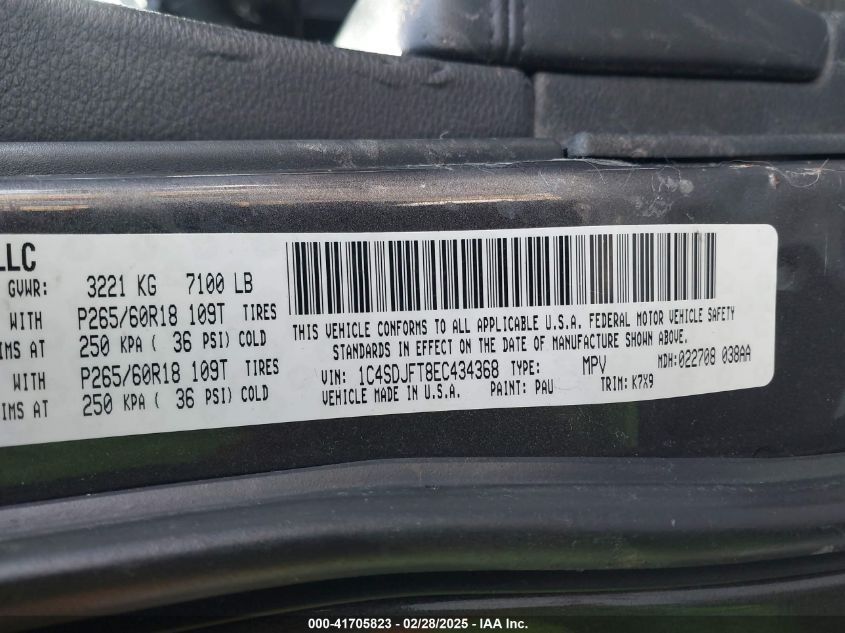 LLC
GVWR: 3221 KG 7100 LB
WITH P265/60R18 109T TIRES
IMS AT 250 KPA ( 36 PSI) COLD
WITH P265/60R18 109T TIRES
IMS AT 250 KPA ( 36 PSI) COLD
THIS VEHICLE CONFORMS TO ALL APPLICABLE U.S.A. FEDERAL MOTOR VEHICLE SAFETY
STANDARDS IN EFFECT ON THE DATE OF MANUFACTURE SHOWN ABOVE.
VIN: 1C4SDJFT8EC434368 TYPE: MPV MDH:022708 038AA
VEHICLE MADE IN U.S.A. PAINT: PAU TRIM: K7X9
000-41705823 / 02/28/2025 - IAA Inc.